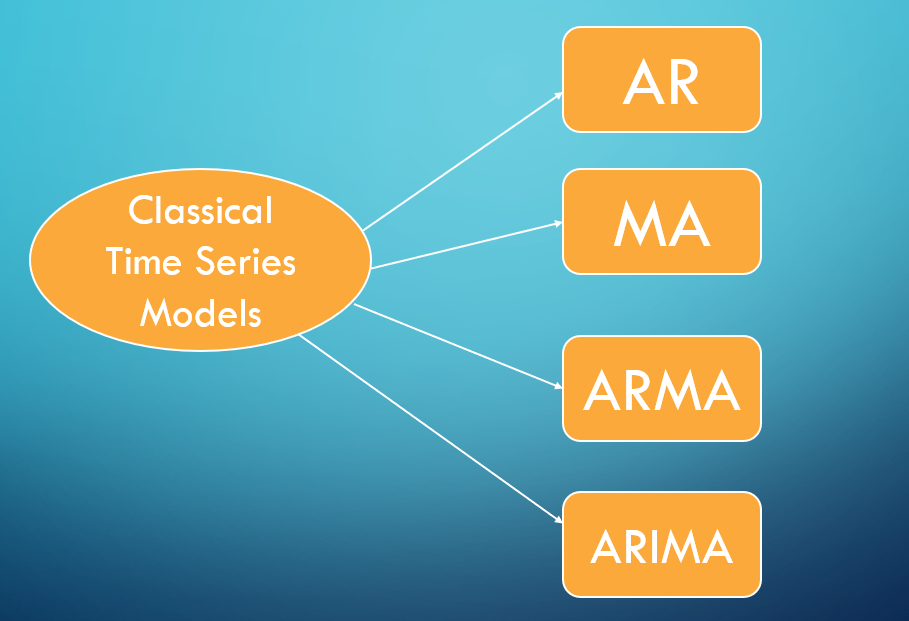 Classical
Time Series
Models
AR
MA
ARMA
ARIMA